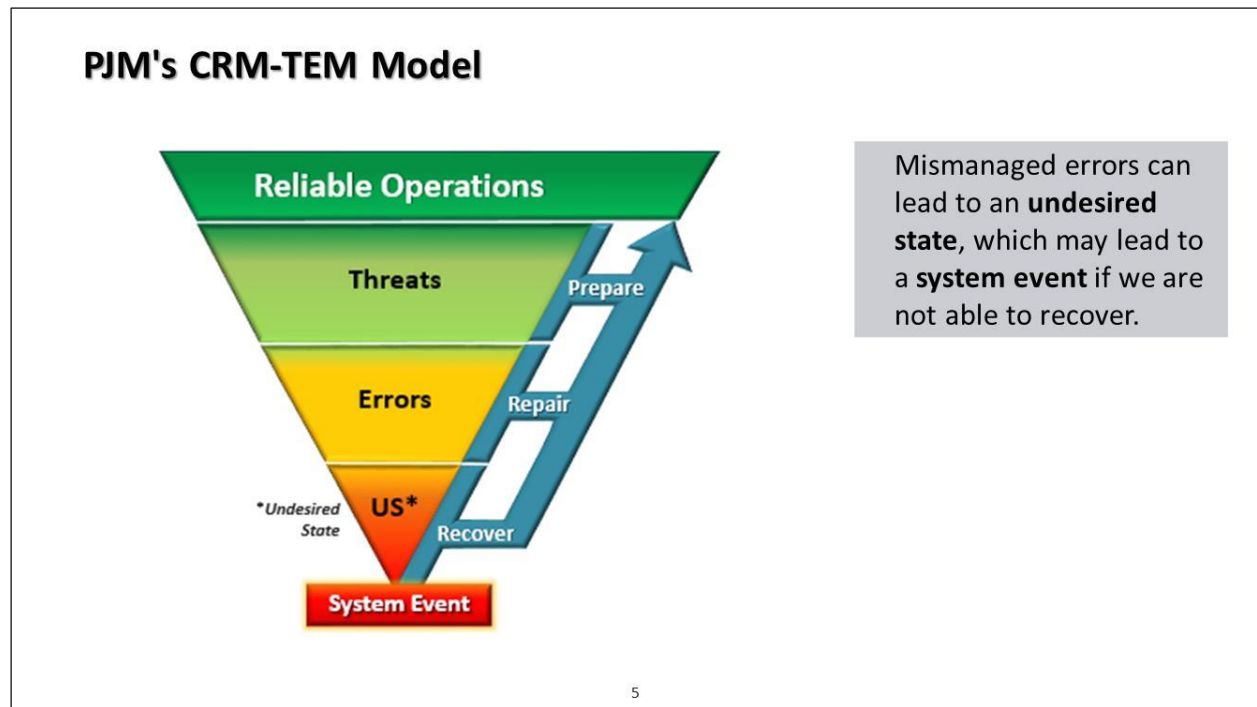 PJM's CRM-TEM Model
Reliable Operations
Threats
Prepare
Errors
Repair
US*
*Undesired
State
Recover
System Event
Mismanaged errors can
lead to an undesired
state, which may lead to
a system event if we are
not able to recover.
5